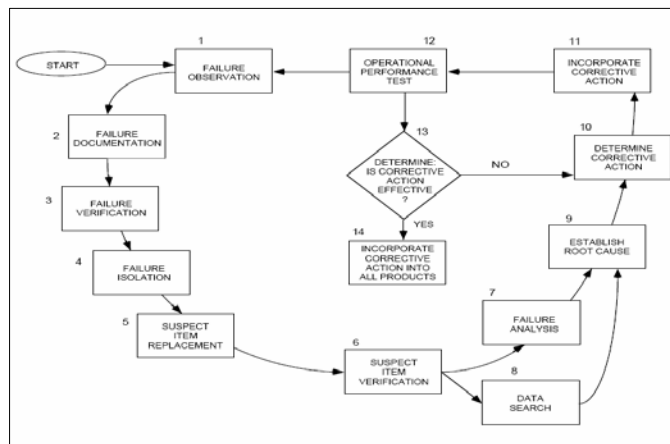 START
1
FAILURE
OBSERVATION
2
FAILURE
DOCUMENTATION
3
FAILURE
VERIFICATION
4
FAILURE
ISOLATION
5
SUSPECT
ITEM
REPLACEMENT
6
SUSPECT
ITEM
VERIFICATION
7
FAILURE
ANALYSIS
8
DATA
SEARCH
9
ESTABLISH
ROOT CAUSE
10
DETERMINE
CORRECTIVE
ACTION
11
INCORPORATE
CORRECTIVE
ACTION
12
OPERATIONAL
PERFORMANCE
TEST
13
DETERMINE:
IS CORRECTIVE
ACTION
EFFECTIVE
?
NO
YES
14
INCORPORATE
CORRECTIVE
ACTION INTO
ALL PRODUCTS